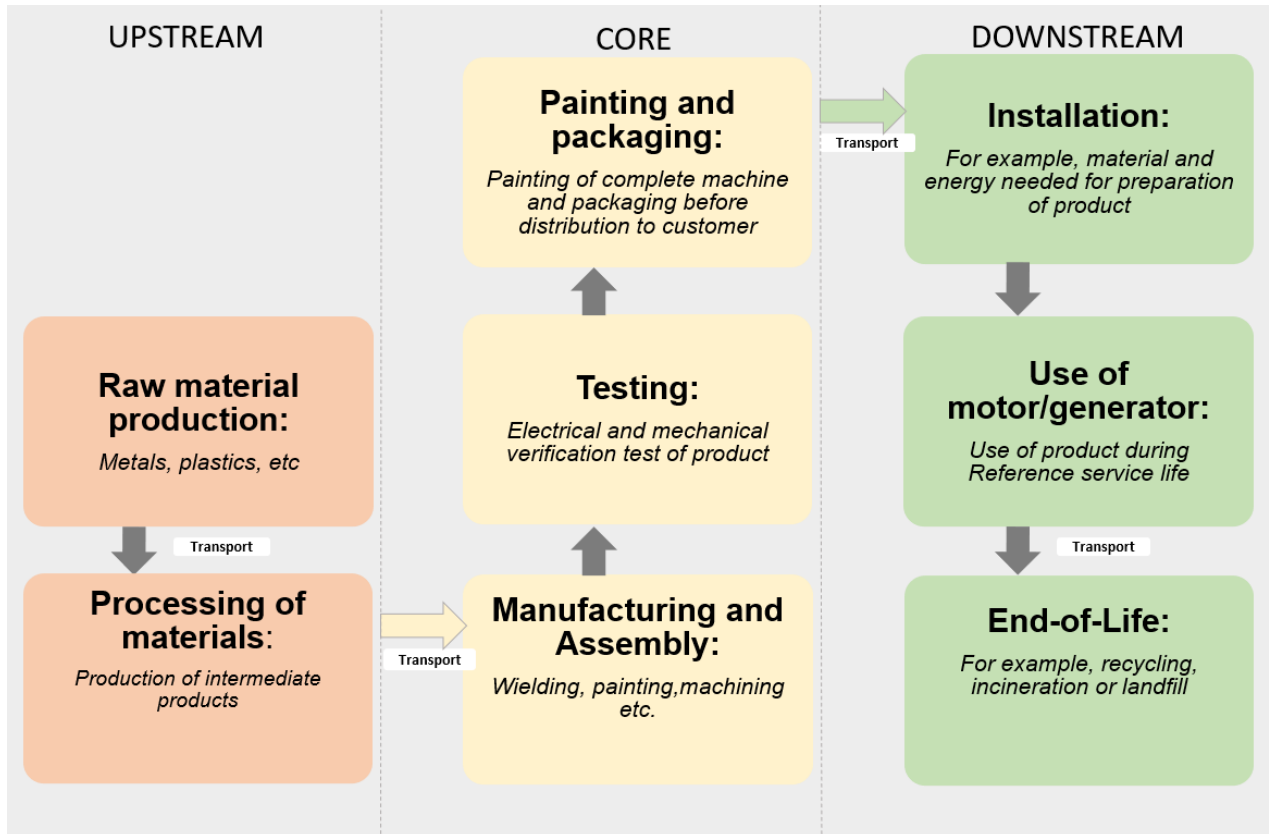 UPSTREAM
CORE
DOWNSTREAM
Raw material
production:
Metals, plastics, etc
Transport
Processing of
materials:
Production of intermediate
products
Transport
Manufacturing and
Assembly:
Wielding, painting,machining
etc.
Testing:
Electrical and mechanical
verification test of product
Painting and
packaging:
Painting of complete machine
and packaging before
distribution to customer
Transport
Installation:
For example, material and
energy needed for preparation
of product
Use of
motor/generator:
Use of product during
Reference service life
Transport
End-of-Life:
For example, recycling,
incineration or landfill